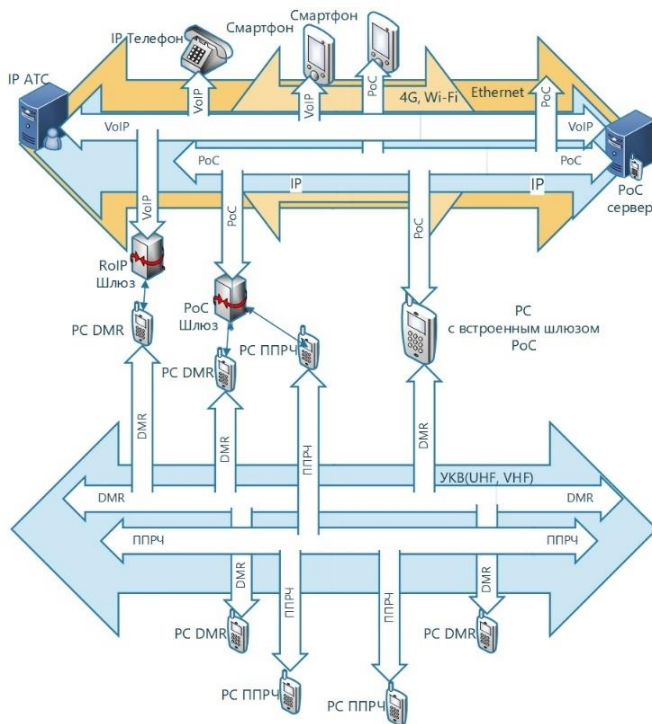 Смартфон
Смартфон
IP Телефон
IP АТС
VoIP
VoIP
PoC
4G, Wi-Fi
Ethernet
PoC
VoIP
VoIP
PoC
PoC
IP
IP
PoC
сервер
VoIP
PoC
PoC
RoIP
Шлюз
PoC
Шлюз
РС
с встроенным шлюзом
PoC
РС DMR
РС ППРЧ
РС DMR
DMR
DMR
ППРЧ
DMR
УКВ(UHF, VHF)
DMR
DMR
ППРЧ
ППРЧ
DMR
DMR
ППРЧ
ППРЧ
РС DMR
РС DMR
РС ППРЧ
РС ППРЧ